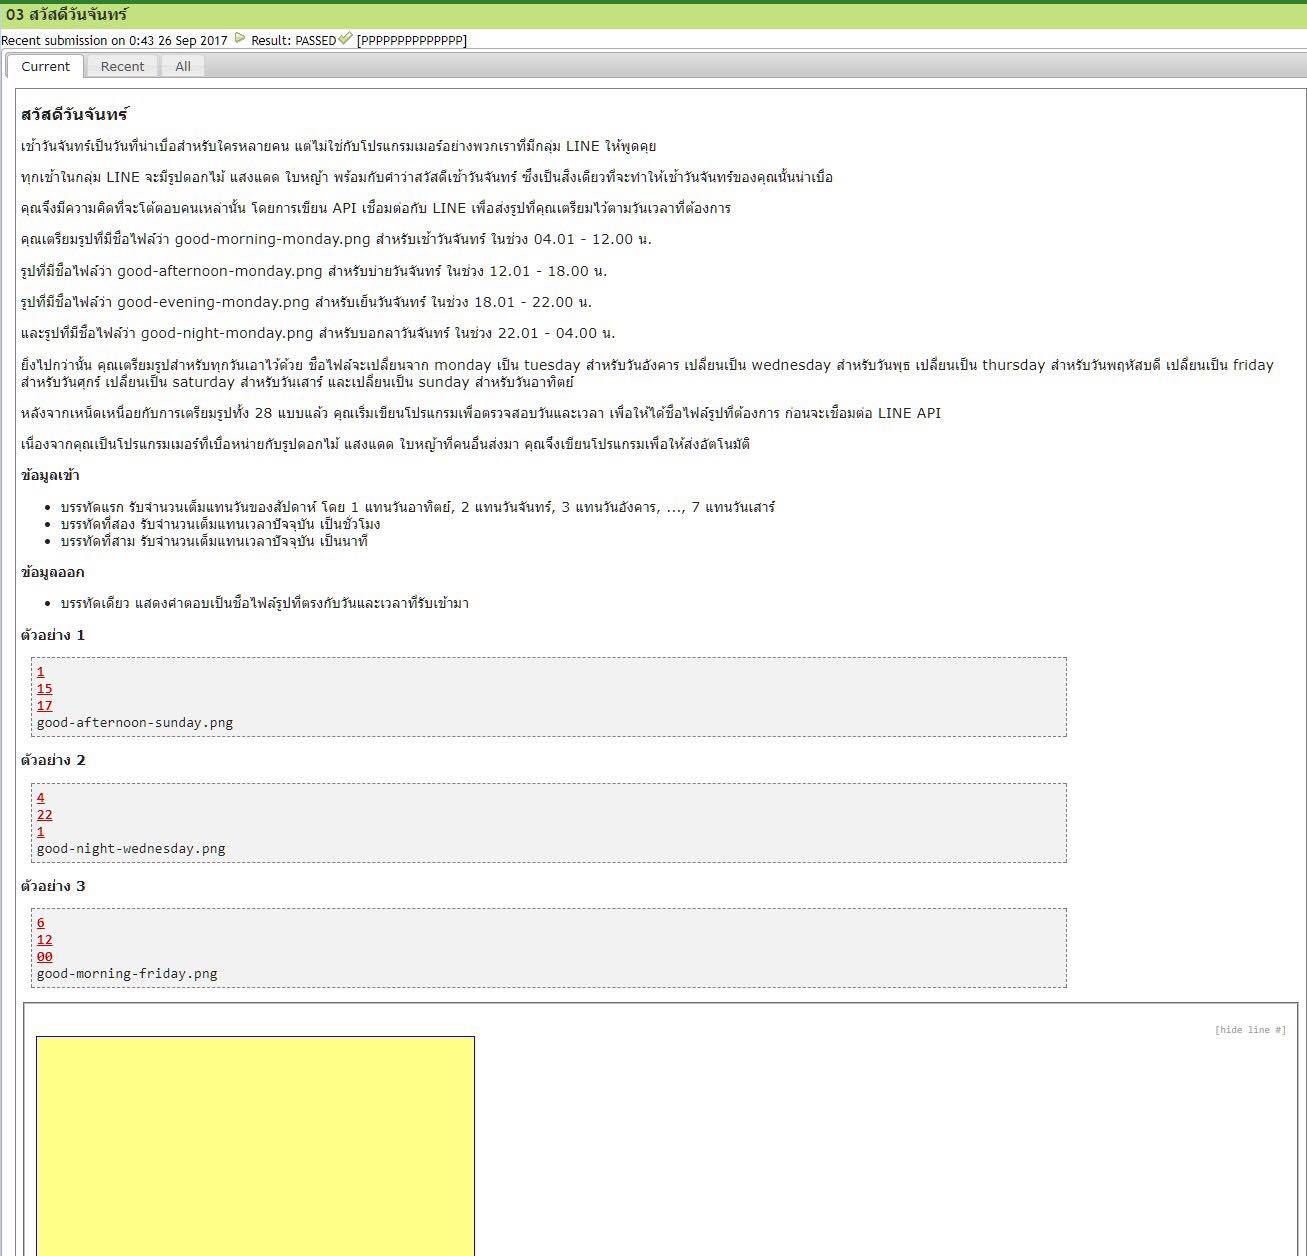 03 สวัสดีวันจันทร์
Recent submission on 0:43 26 Sep 2017 Result: PASSED [PPPPPPPPPPPPPP]
Current Recent All
สวัสดีวันจันทร์
เช้าวันจันทร์เป็นวันที่น่าเบื่อสำหรับใครหลายคน แต่ไม่ใช่กับโปรแกรมเมอร์อย่างพวกเราที่มีกลุ่ม LINE ให้พูดคุย
ทุกเช้าในกลุ่ม LINE จะมีรูปดอกไม้ แสงแดด ใบหญ้า พร้อมกับคำว่าสวัสดีเช้าวันจันทร์ ซึ่งเป็นสิ่งเดียวที่จะทำให้เช้าวันจันทร์ของคุณนั้นน่าเบื่อ
คุณจึงมีความคิดที่จะโต้ตอบคนเหล่านั้น โดยการเขียน API เชื่อมต่อกับ LINE เพื่อส่งรูปที่คุณเตรียมไว้ตามวันเวลาที่ต้องการ
คุณเตรียมรูปที่มีชื่อไฟล์ว่า good-morning-monday.png สำหรับเช้าวันจันทร์ ในช่วง 04.01 - 12.00 น.
รูปที่มีชื่อไฟล์ว่า good-afternoon-monday.png สำหรับบ่ายวันจันทร์ ในช่วง 12.01 - 18.00 น.
รูปที่มีชื่อไฟล์ว่า good-evening-monday.png สำหรับเย็นวันจันทร์ ในช่วง 18.01 - 22.00 น.
และรูปที่มีชื่อไฟล์ว่า good-night-monday.png สำหรับบอกลาวันจันทร์ ในช่วง 22.01 - 04.00 น.
ยิ่งไปกว่านั้น คุณเตรียมรูปสำหรับทุกวันเอาไว้ด้วย ชื่อไฟล์จะเปลี่ยนจาก monday เป็น tuesday สำหรับวันอังคาร เปลี่ยนเป็น wednesday สำหรับวันพุธ เปลี่ยนเป็น thursday สำหรับวันพฤหัสบดี เปลี่ยนเป็น friday
สำหรับวันศุกร์ เปลี่ยนเป็น saturday สำหรับวันเสาร์ และเปลี่ยนเป็น sunday สำหรับวันอาทิตย์
หลังจากเหน็ดเหนื่อยกับการเตรียมรูปทั้ง 28 แบบแล้ว คุณเริ่มเขียนโปรแกรมเพื่อตรวจสอบวันและเวลา เพื่อให้ได้ชื่อไฟล์รูปที่ต้องการ ก่อนจะเชื่อมต่อ LINE API
เนื่องจากคุณเป็นโปรแกรมเมอร์ที่เบื่อหน่ายกับรูปดอกไม้ แสงแดด ใบหญ้าที่คนอื่นส่งมา คุณจึงเขียนโปรแกรมเพื่อให้ส่งอัตโนมัติ
ข้อมูลเข้า
• บรรทัดแรก รับจำนวนเต็มแทนวันของสัปดาห์ โดย 1 แทนวันอาทิตย์, 2 แทนวันจันทร์, 3 แทนวันอังคาร, ..., 7 แทนวันเสาร์
• บรรทัดที่สอง รับจำนวนเต็มแทนเวลาปัจจุบัน เป็นชั่วโมง
• บรรทัดที่สาม รับจำนวนเต็มแทนเวลาปัจจุบัน เป็นนาที
ข้อมูลออก
• บรรทัดเดียว แสดงคำตอบเป็นชื่อไฟล์รูปที่ตรงกับวันและเวลาที่รับเข้ามา
ตัวอย่าง 1
1
15
17
good-afternoon-sunday.png
ตัวอย่าง 2
4
22
1
good-night-wednesday.png
ตัวอย่าง 3
6
12
00
good-morning-friday.png
[hide line #]